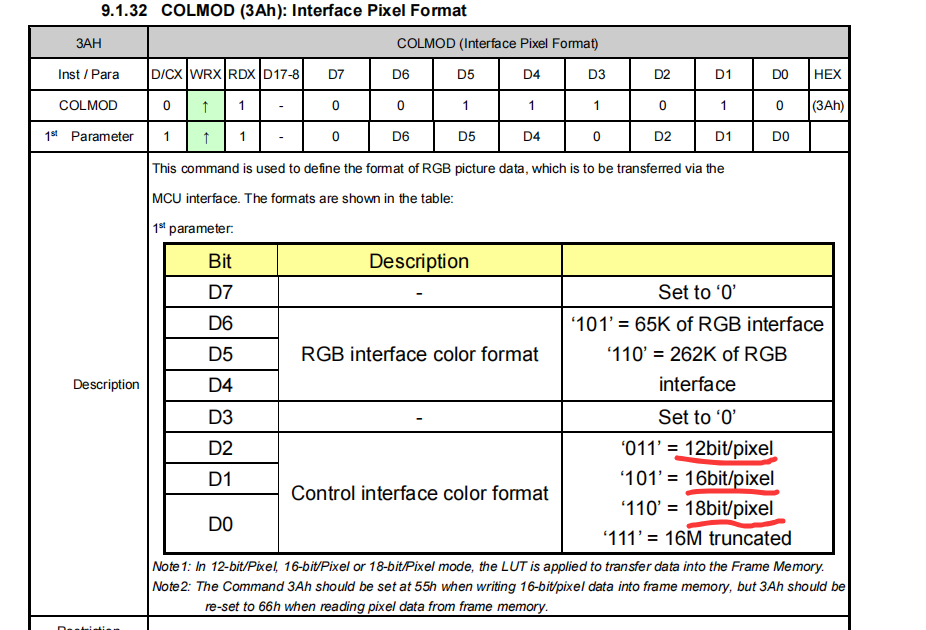 9.1.32 COLMOD (3Ah): Interface Pixel Format
3AH COLMOD (Interface Pixel Format)
Inst / Para D/CX WRX RDX D17-8 D7 D6 D5 D4 D3 D2 D1 D0 HEX
COLMOD 0 ↑ 1 - 0 0 1 1 1 0 1 0 (3Ah)
1st Parameter 1 ↑ 1 - 0 D6 D5 D4 0 D2 D1 D0
This command is used to define the format of RGB picture data, which is to be transferred via the
MCU interface. The formats are shown in the table:
1st parameter:
Bit Description
D7 - Set to ‘0’
D6 ‘101’ = 65K of RGB interface
D5 RGB interface color format ‘110’ = 262K of RGB
Description D4 interface
D3 - Set to ‘0’
D2 ‘011’ = 12bit/pixel
D1 ‘101’ = 16bit/pixel
Control interface color format
‘110’ = 18bit/pixel
D0
‘111’ = 16M truncated
Note1: In 12-bit/Pixel, 16-bit/Pixel or 18-bit/Pixel mode, the LUT is applied to transfer data into the Frame Memory.
Note2: The Command 3Ah should be set at 55h when writing 16-bit/pixel data into frame memory, but 3Ah should be
re-set to 66h when reading pixel data from frame memory.